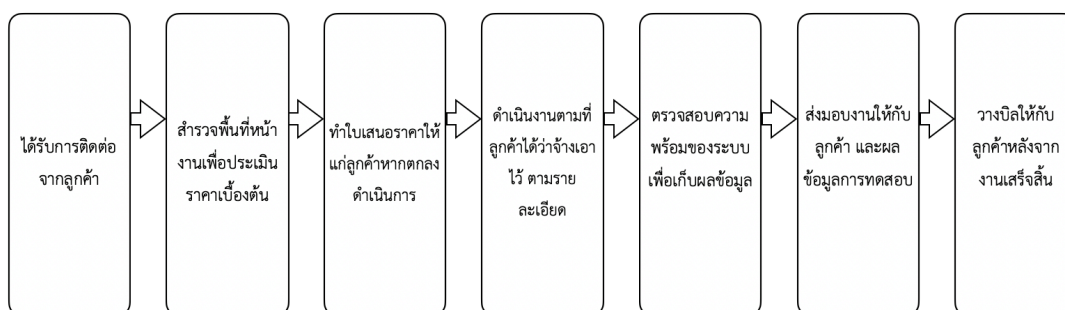 ได้รับการติดต่อ
จากลูกค้า
สำรวจพื้นที่หน้า
งานเพื่อประเมิน
ราคาเบื้องต้น
ทำใบเสนอราคาให้
แก่ลูกค้าหากตกลง
ดำเนินการ
ดำเนินงานตามที่
ลูกค้าได้ว่าจ้างเอา
ไว้ ตามราย
ละเอียด
ตรวจสอบความ
พร้อมของระบบ
เพื่อเก็บผลข้อมูล
ส่งมอบงานให้กับ
ลูกค้า และผล
ข้อมูลการทดสอบ
วางบิลให้กับ
ลูกค้าหลังจาก
งานเสร็จสิ้น